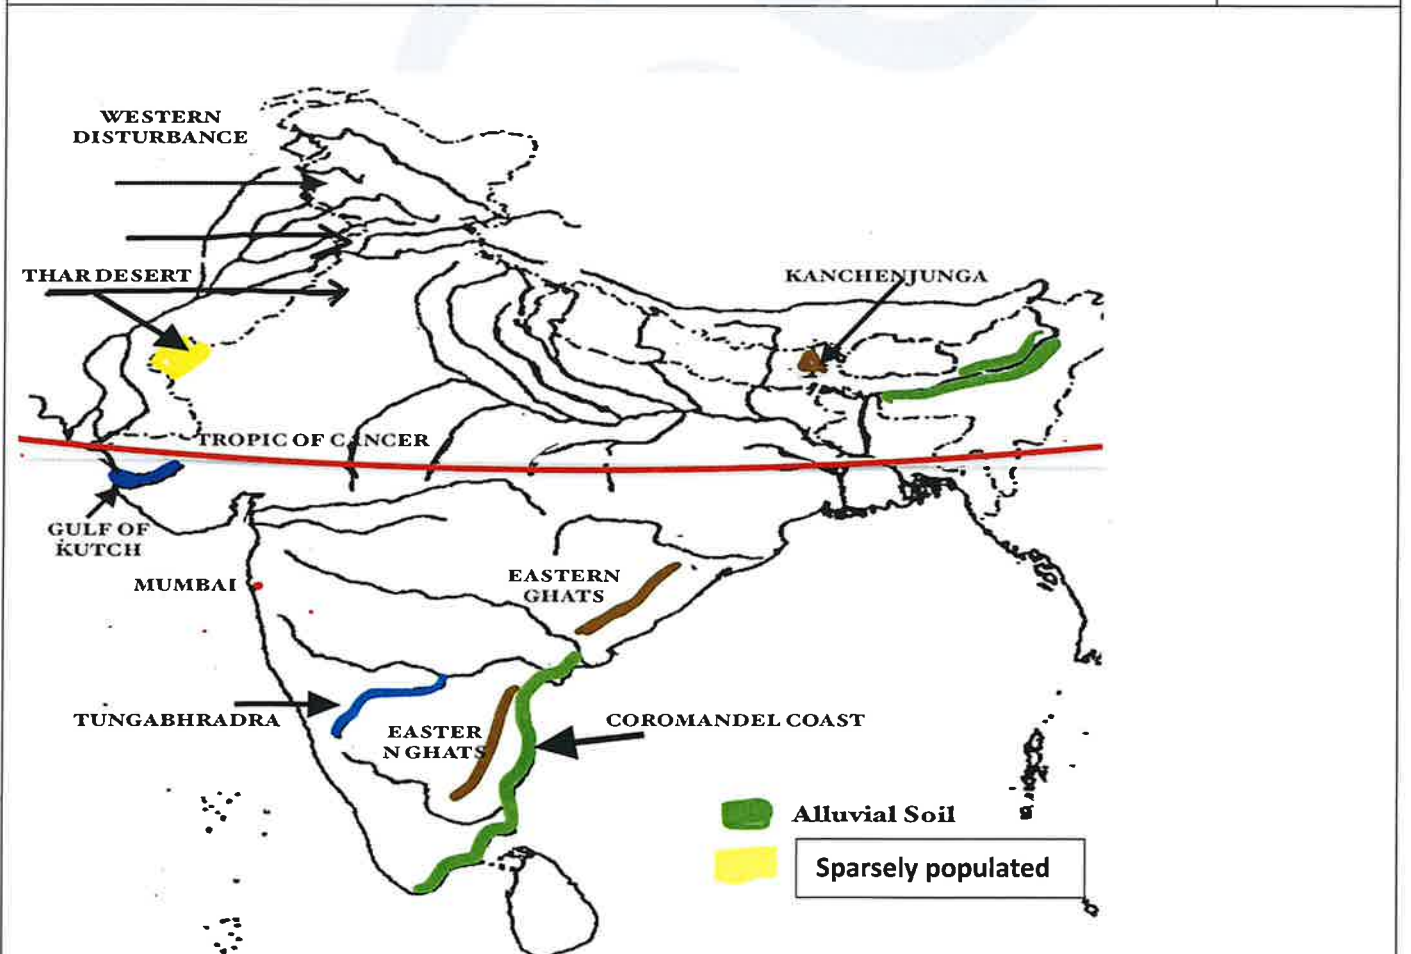 WESTERN
DISTURBANCE
THAR DESERT
KANCHENJUNGA
TROPIC OF CANCER
GULF OF
KUTCH
MUMBAI
EASTERN
GHATS
TUNGABHRADRA
EASTER
N GHATS
COROMANDEL COAST
Alluvial Soil
Sparsely populated